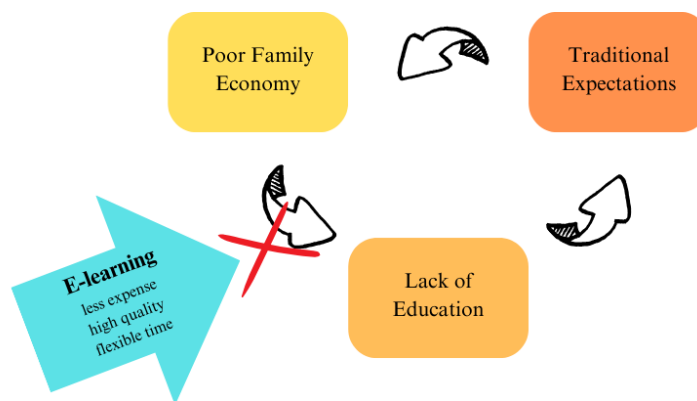 Poor Family
Economy
Traditional
Expectations
E-learning
less expense
high quality
flexible time
Lack of
Education